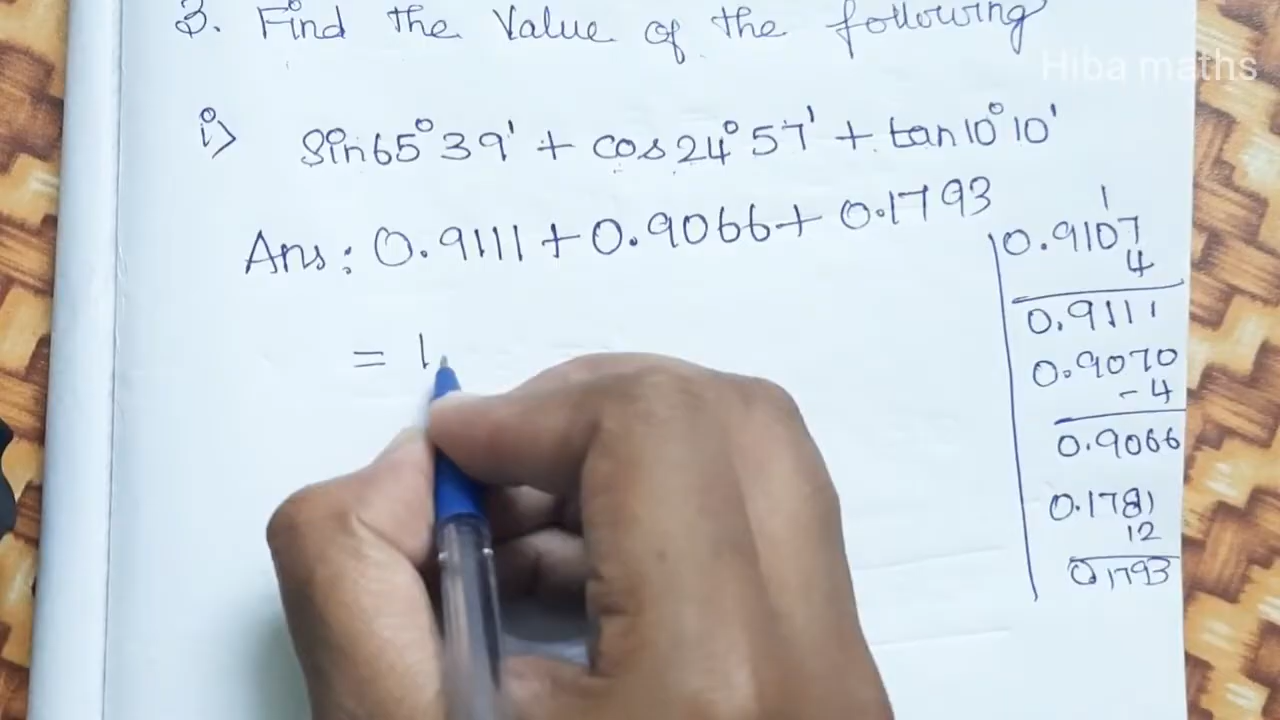 3. Find the Value of the following
Hiba maths
i) Sin65°39' + cos24°57' + tan10°10'
Ans: 0.9111 + 0.9066 + 0.1793
= 1.
1
0.9107
4
0.9111
0.9070
-4
0.9066
0.1781
12
0.1793